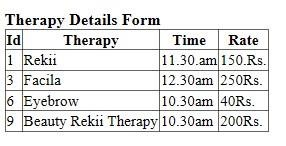 Therapy Details Form
Id Therapy Time Rate
1 Rekii 11.30.am 150.Rs.
3 Facila 12.30am 250Rs.
6 Eyebrow 10.30am 40Rs.
9 Beauty Rekii Therapy 10.30am 200Rs.